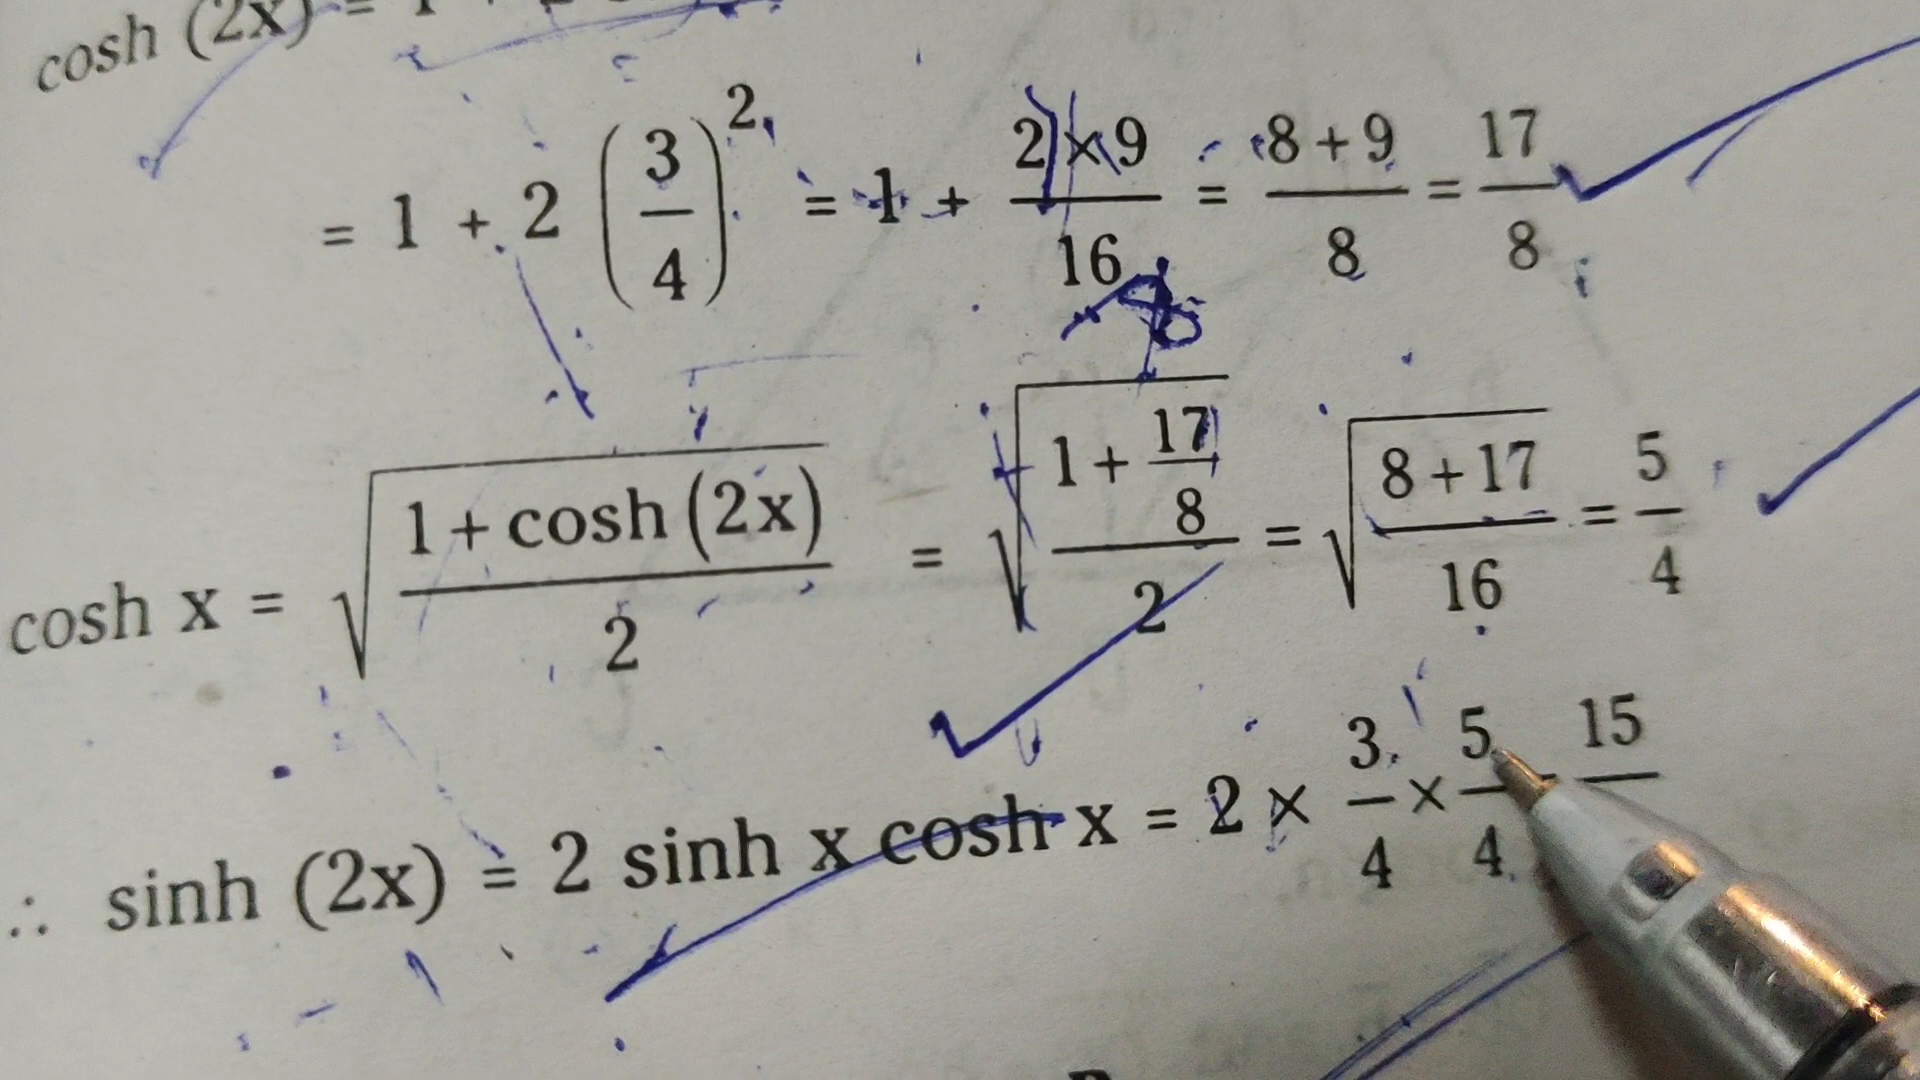 cosh (2x) = 1 +
= 1 + 2 (3/4)^2 = 1 + (2 × 9)/16 = (8 + 9)/8 = 17/8
8
cosh x = √((1 + cosh (2x))/2) = √((1 + 17/8)/2) = √((8 + 17)/16) = 5/4
∴ sinh (2x) = 2 sinh x cosh x = 2 × 3/4 × 5/4 = 15/